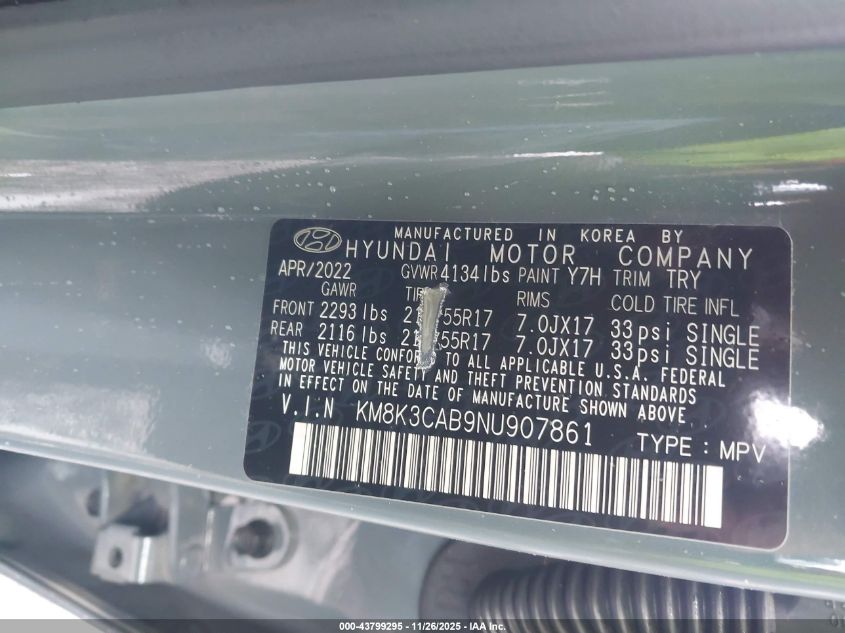 MANUFACTURED IN KOREA BY
HYUNDAI MOTOR COMPANY
APR/2022 GVWR 4134 lbs PAINT Y7H TRIM TRY
GAWR RIMS COLD TIRE INFL
FRONT 2293 lbs 55R17 7.0JX17 33psi SINGLE
REAR 2116 lbs 55R17 7.0JX17 33psi SINGLE
THIS VEHICLE TO ALL APPLICABLE U.S.A. FEDERAL
MOTOR VEHICLE SAFETY AND THEFT PREVENTION STANDARDS
IN EFFECT ON THE DATE OF MANUFACTURE SHOWN ABOVE
V.I.N KM8K3CAB9NU907861 TYPE : MPV
000-43799295 - 11/26/2025 - IAA Inc.